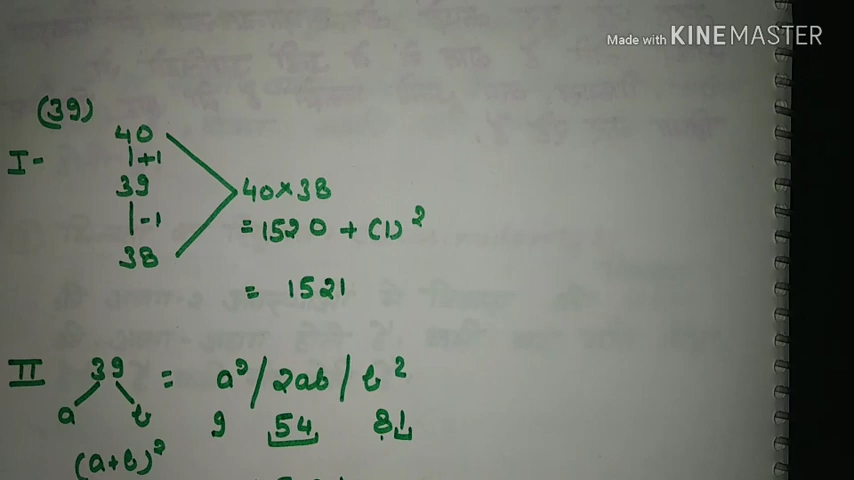 Made with KINEMASTER
(39)
40
I- |+1
39
40×38
|-1
=1520 + (1)²
38
= 1521
II 39 = a²/2ab/b²
a b
9 54 81
(a+b)²